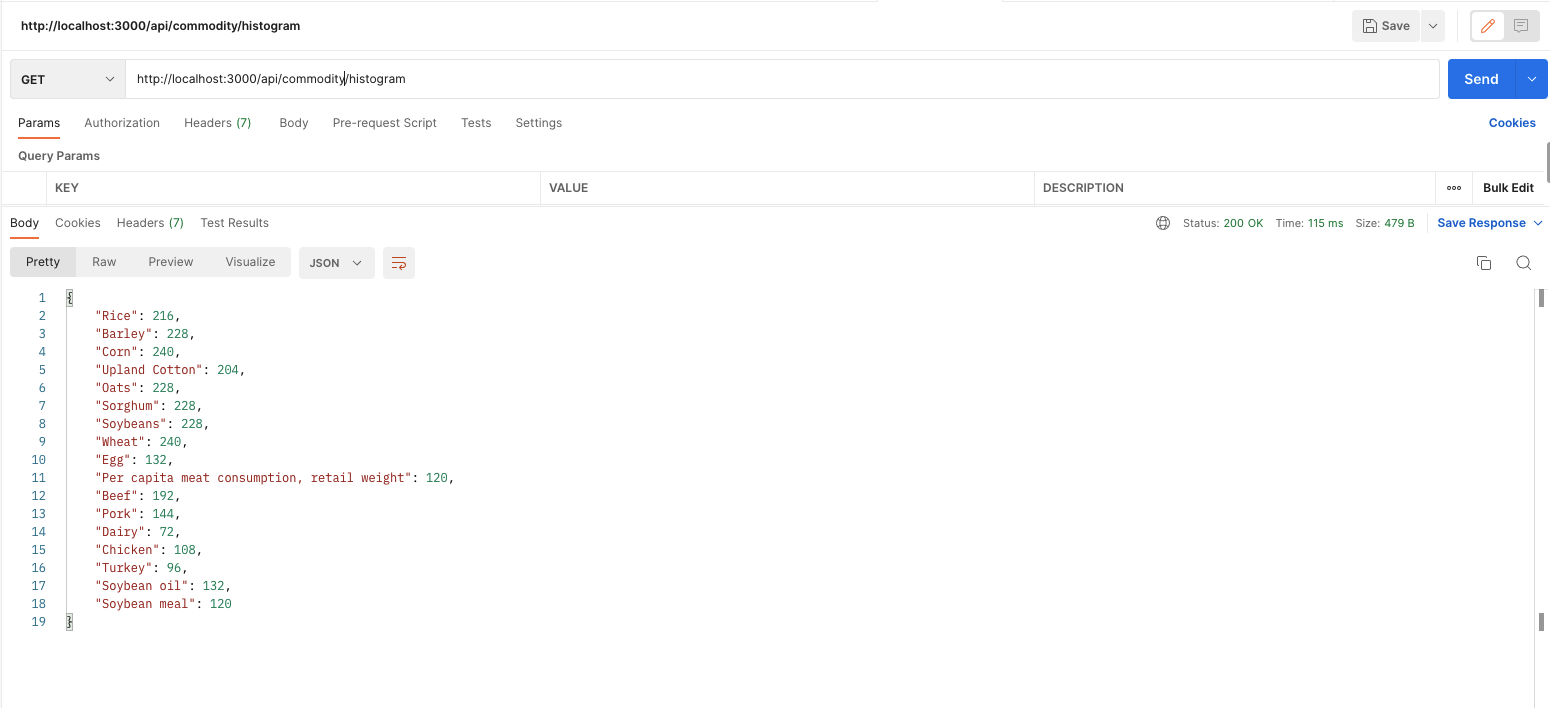 http://localhost:3000/api/commodity/histogram
Save
GET
http://localhost:3000/api/commodity/histogram
Send
Params Authorization Headers (7) Body Pre-request Script Tests Settings Cookies
Query Params
KEY VALUE DESCRIPTION Bulk Edit
Body Cookies Headers (7) Test Results Status: 200 OK Time: 115 ms Size: 479 B Save Response
Pretty Raw Preview Visualize JSON
1 {
2 "Rice": 216,
3 "Barley": 228,
4 "Corn": 240,
5 "Upland Cotton": 204,
6 "Oats": 228,
7 "Sorghum": 228,
8 "Soybeans": 228,
9 "Wheat": 240,
10 "Egg": 132,
11 "Per capita meat consumption, retail weight": 120,
12 "Beef": 192,
13 "Pork": 144,
14 "Dairy": 72,
15 "Chicken": 108,
16 "Turkey": 96,
17 "Soybean oil": 132,
18 "Soybean meal": 120
19 }